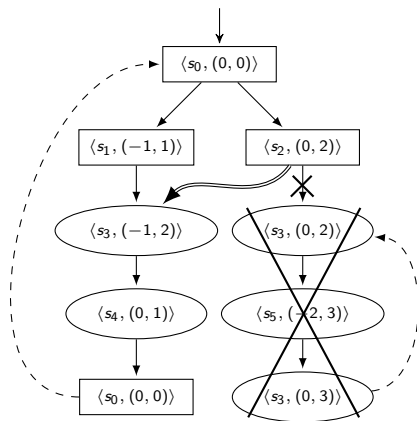 ⟨s₀, (0, 0)⟩
⟨s₁, (−1, 1)⟩ ⟨s₂, (0, 2)⟩
⟨s₃, (−1, 2)⟩ ⟨s₃, (0, 2)⟩
⟨s₄, (0, 1)⟩ ⟨s₅, (−2, 3)⟩
⟨s₀, (0, 0)⟩ ⟨s₃, (0, 3)⟩